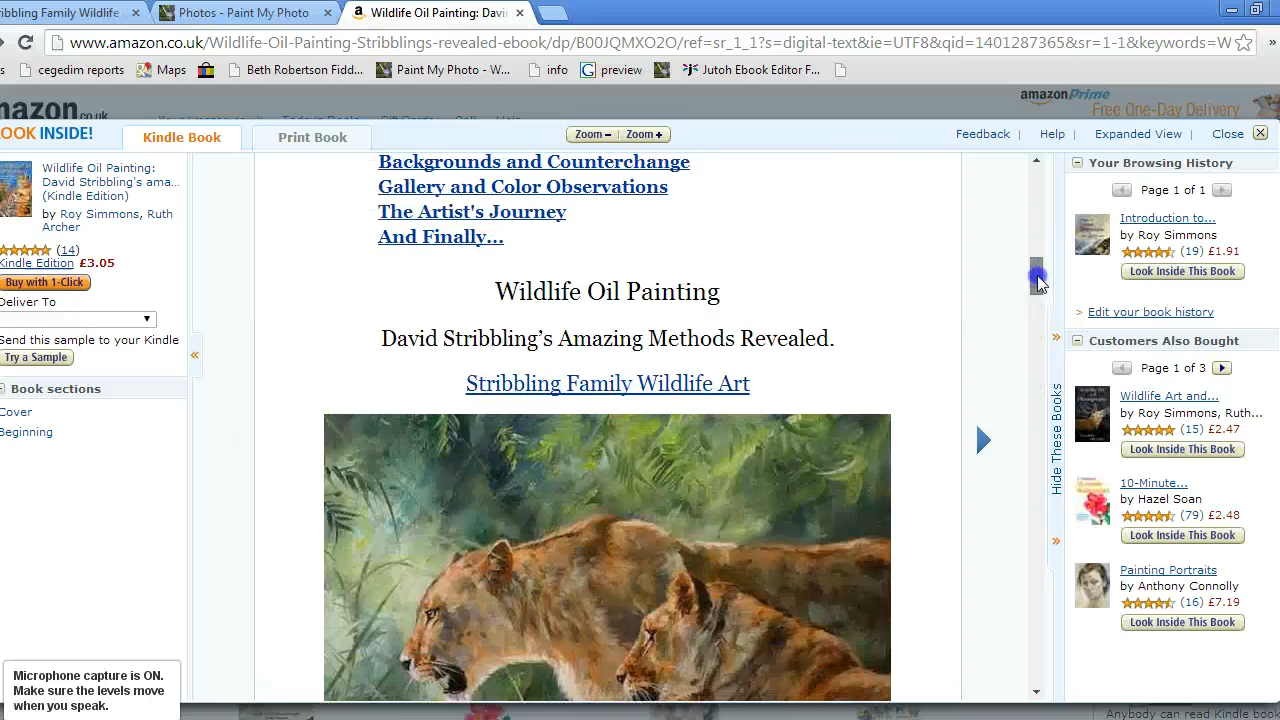 ribbling Family Wildlife
Photos - Paint My Photo
Wildlife Oil Painting: Davi
www.amazon.co.uk/Wildlife-Oil-Painting-Stribblings-revealed-ebook/dp/B00JQMXO2O/ref=sr_1_1?s=digital-text&ie=UTF8&qid=1401287365&sr=1-1&keywords=W
cegedim reports
Maps
Beth Robertson Fidd...
Paint My Photo - W...
info
preview
Jutoh Ebook Editor F...
mazon.co.uk
amazonPrime
Free One-Day Delivery
OOK INSIDE!
Kindle Book
Print Book
Zoom -
Zoom +
Feedback
Help
Expanded View
Close
Wildlife Oil Painting:
David Stribbling's ama...
(Kindle Edition)
by Roy Simmons, Ruth
Archer
(14)
Kindle Edition £3.05
Buy with 1-Click
Deliver To
Send this sample to your Kindle
Try a Sample
Book sections
Cover
Beginning
Microphone capture is ON.
Make sure the levels move
when you speak.
Backgrounds and Counterchange
Gallery and Color Observations
The Artist's Journey
And Finally...
Wildlife Oil Painting
David Stribbling’s Amazing Methods Revealed.
Stribbling Family Wildlife Art
Hide These Books
Your Browsing History
Page 1 of 1
Introduction to...
by Roy Simmons
(19) £1.91
Look Inside This Book
> Edit your book history
Customers Also Bought
Page 1 of 3
Wildlife Art and...
by Roy Simmons, Ruth...
(15) £2.47
Look Inside This Book
10-Minute...
by Hazel Soan
(79) £2.48
Look Inside This Book
Painting Portraits
by Anthony Connolly
(16) £7.19
Look Inside This Book
Anybody can read Kindle book